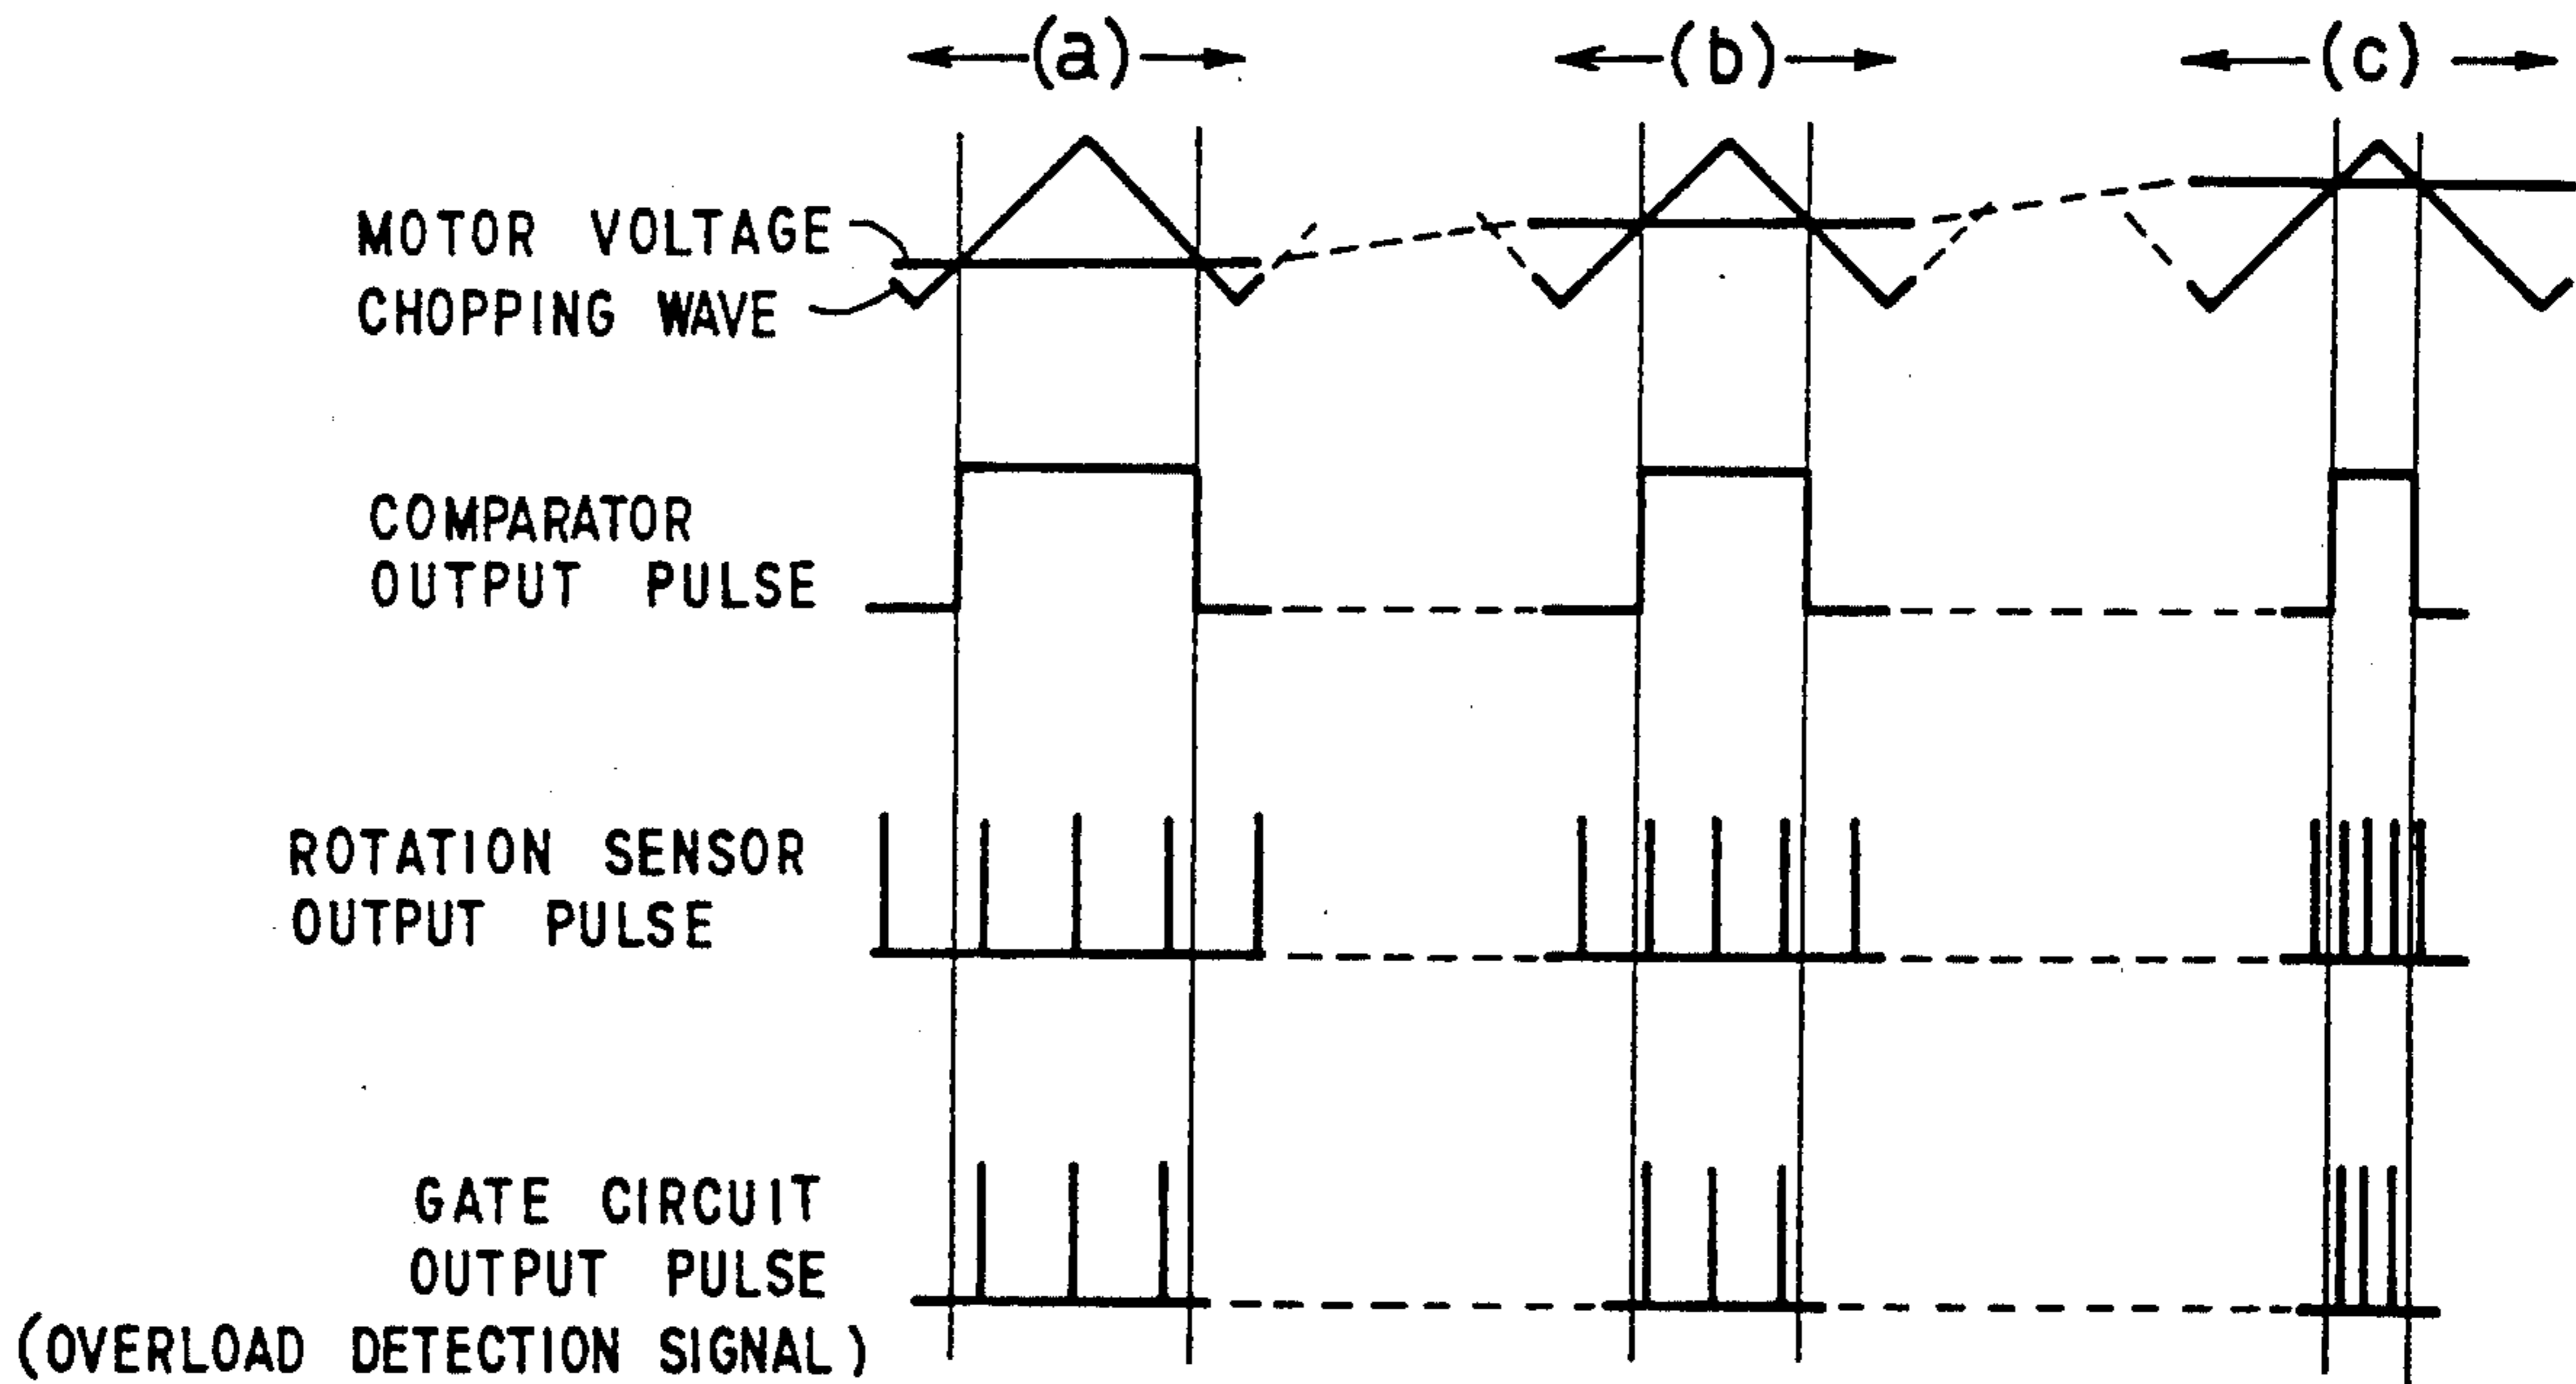 (a) (b) (c)
MOTOR VOLTAGE
CHOPPING WAVE
COMPARATOR
OUTPUT PULSE
ROTATION SENSOR
OUTPUT PULSE
GATE CIRCUIT
OUTPUT PULSE
(OVERLOAD DETECTION SIGNAL)